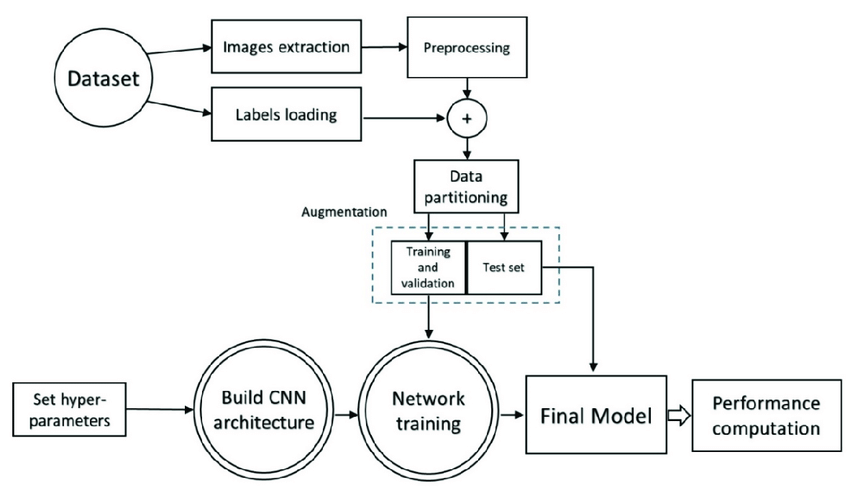 Images extraction
Preprocessing
Dataset
Labels loading
+
Data
partitioning
Augmentation
Training
and
validation
Test set
Set hyper-
parameters
Build CNN
architecture
Network
training
Final Model
Performance
computation